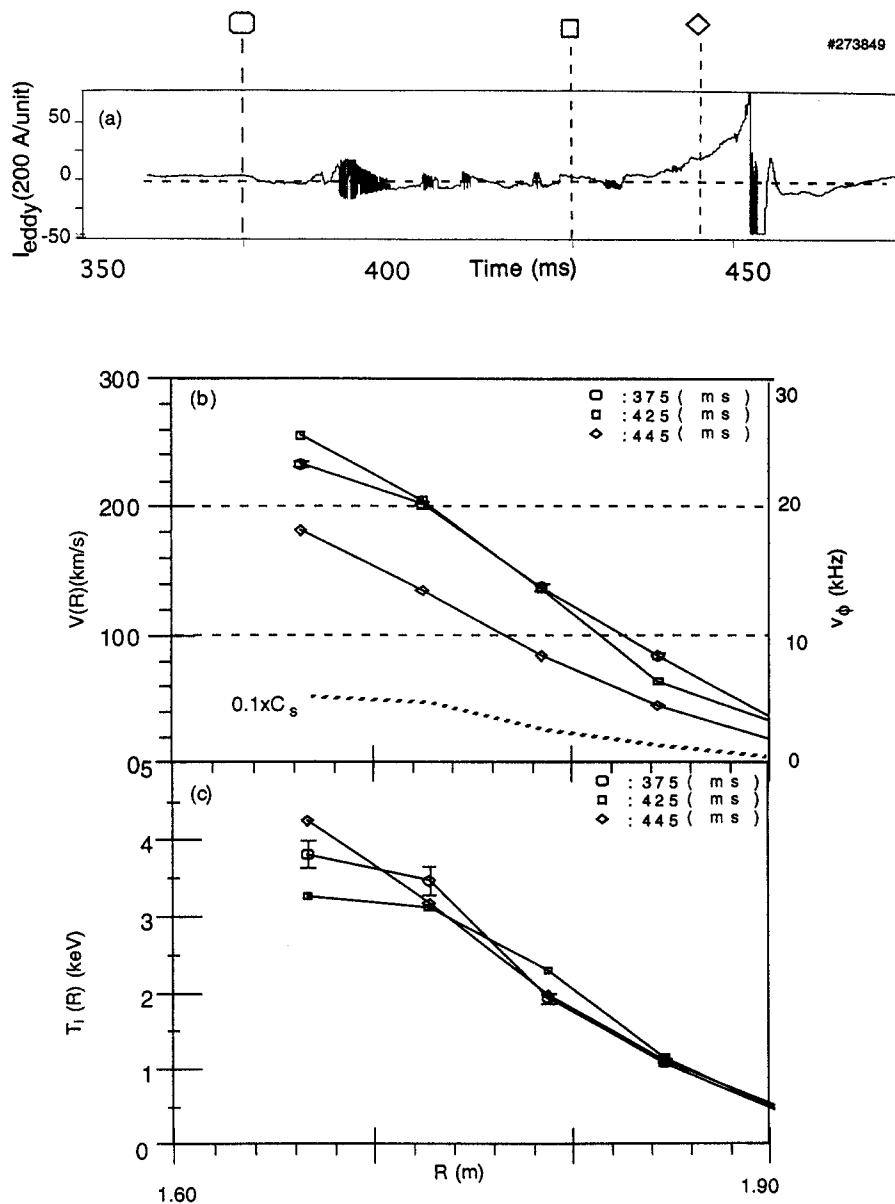 #273849
I_eddy (200 A/unit)
(a)
50
0
-50
350
400
450
Time (ms)
(b)
300
200
100
0
V(R)(km/s)
: 375 ( ms )
: 425 ( ms )
: 445 ( ms )
30
20
10
0
v_ϕ (kHz)
0.1xC_s
(c)
5
4
3
2
1
0
T_i (R) (keV)
: 375 ( ms )
: 425 ( ms )
: 445 ( ms )
R (m)
1.60
1.90